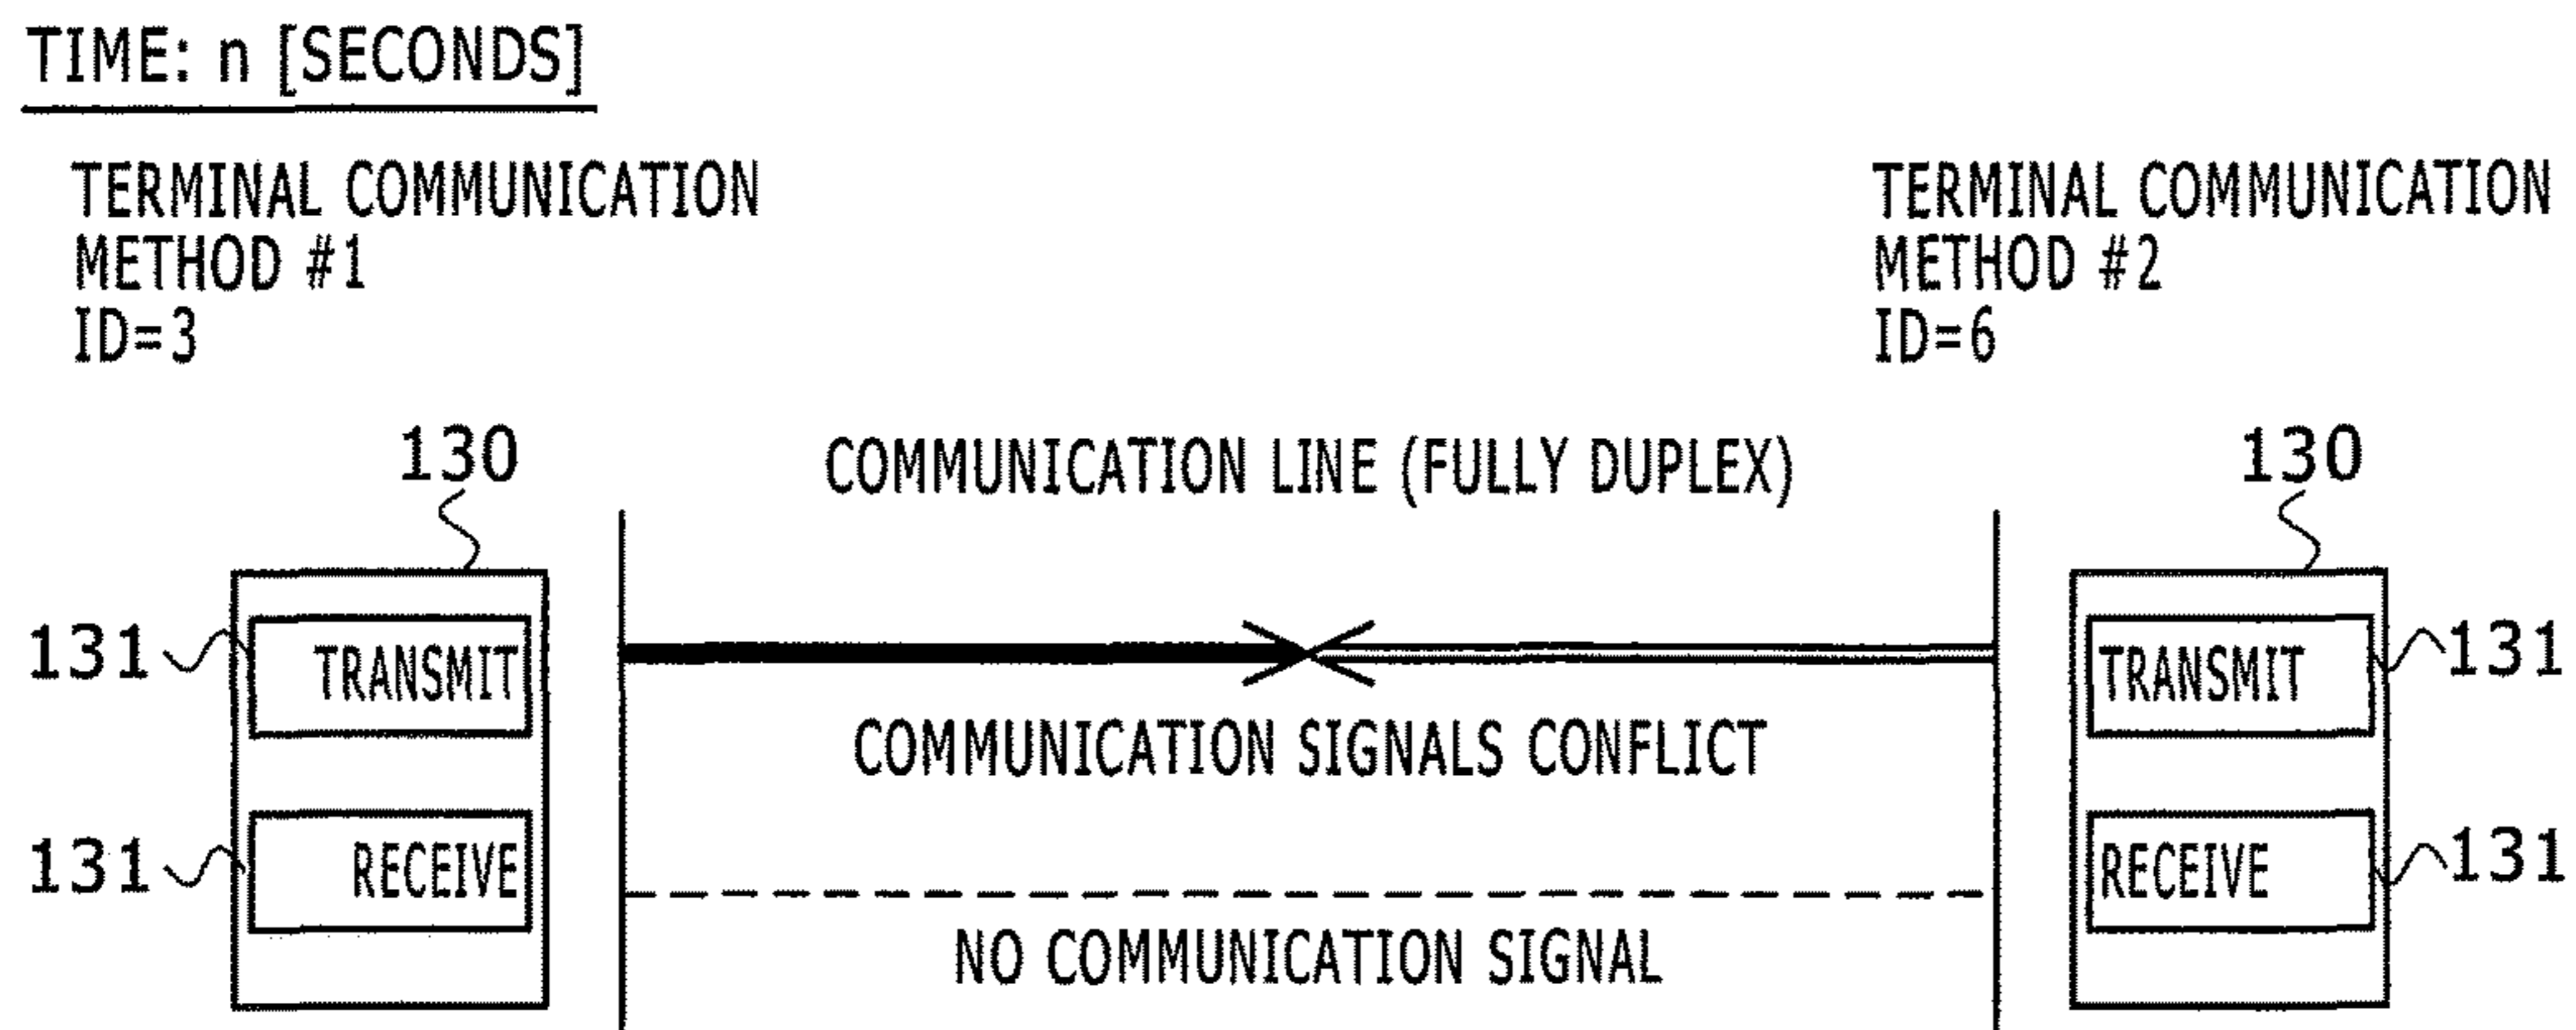 TIME: n [SECONDS]
TERMINAL COMMUNICATION
METHOD #1
ID=3
TERMINAL COMMUNICATION
METHOD #2
ID=6
130
COMMUNICATION LINE (FULLY DUPLEX)
130
131
TRANSMIT
TRANSMIT
131
COMMUNICATION SIGNALS CONFLICT
131
RECEIVE
RECEIVE
131
NO COMMUNICATION SIGNAL